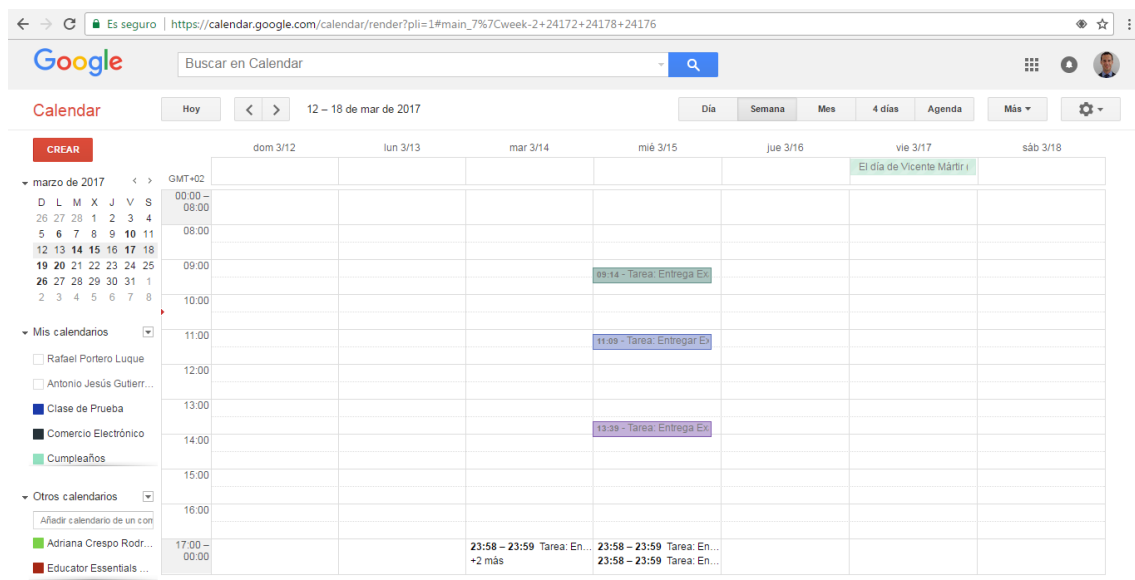 Es seguro | https://calendar.google.com/calendar/render?pli=1#main_7%7Cweek-2+24172+24178+24176
Google
Buscar en Calendar
Calendar
Hoy
12 – 18 de mar de 2017
Día Semana Mes 4 días Agenda
Más
CREAR
dom 3/12 lun 3/13 mar 3/14 mié 3/15 jue 3/16 vie 3/17 sáb 3/18
GMT+02
El día de Vicente Mártir
marzo de 2017
D L M X J V S
26 27 28 1 2 3 4
5 6 7 8 9 10 11
12 13 14 15 16 17 18
19 20 21 22 23 24 25
26 27 28 29 30 31 1
2 3 4 5 6 7 8
00:00 –
08:00
08:00
09:00
09:14 - Tarea: Entrega Ex
10:00
11:00
11:09 - Tarea: Entregar
12:00
13:00
13:39 - Tarea: Entrega Ex
14:00
15:00
16:00
17:00 –
00:00
23:58 – 23:59 Tarea: En...
+2 más
23:58 – 23:59 Tarea: En...
23:58 – 23:59 Tarea: En...
Mis calendarios
Rafael Portero Luque
Antonio Jesús Gutierr...
Clase de Prueba
Comercio Electrónico
Cumpleaños
Otros calendarios
Añadir calendario de un com
Adriana Crespo Rodr...
Educator Essentials ...